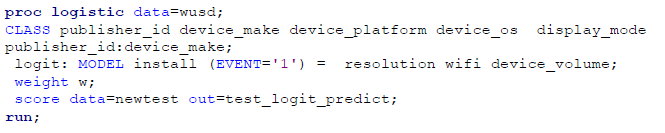 proc logistic data=wusd;
CLASS publisher_id device_make device_platform device_os  display_mode
publisher_id:device_make;
 logit: MODEL install (EVENT='1') =  resolution wifi device_volume;
 weight w;
 score data=newtest out=test_logit_predict;
run;